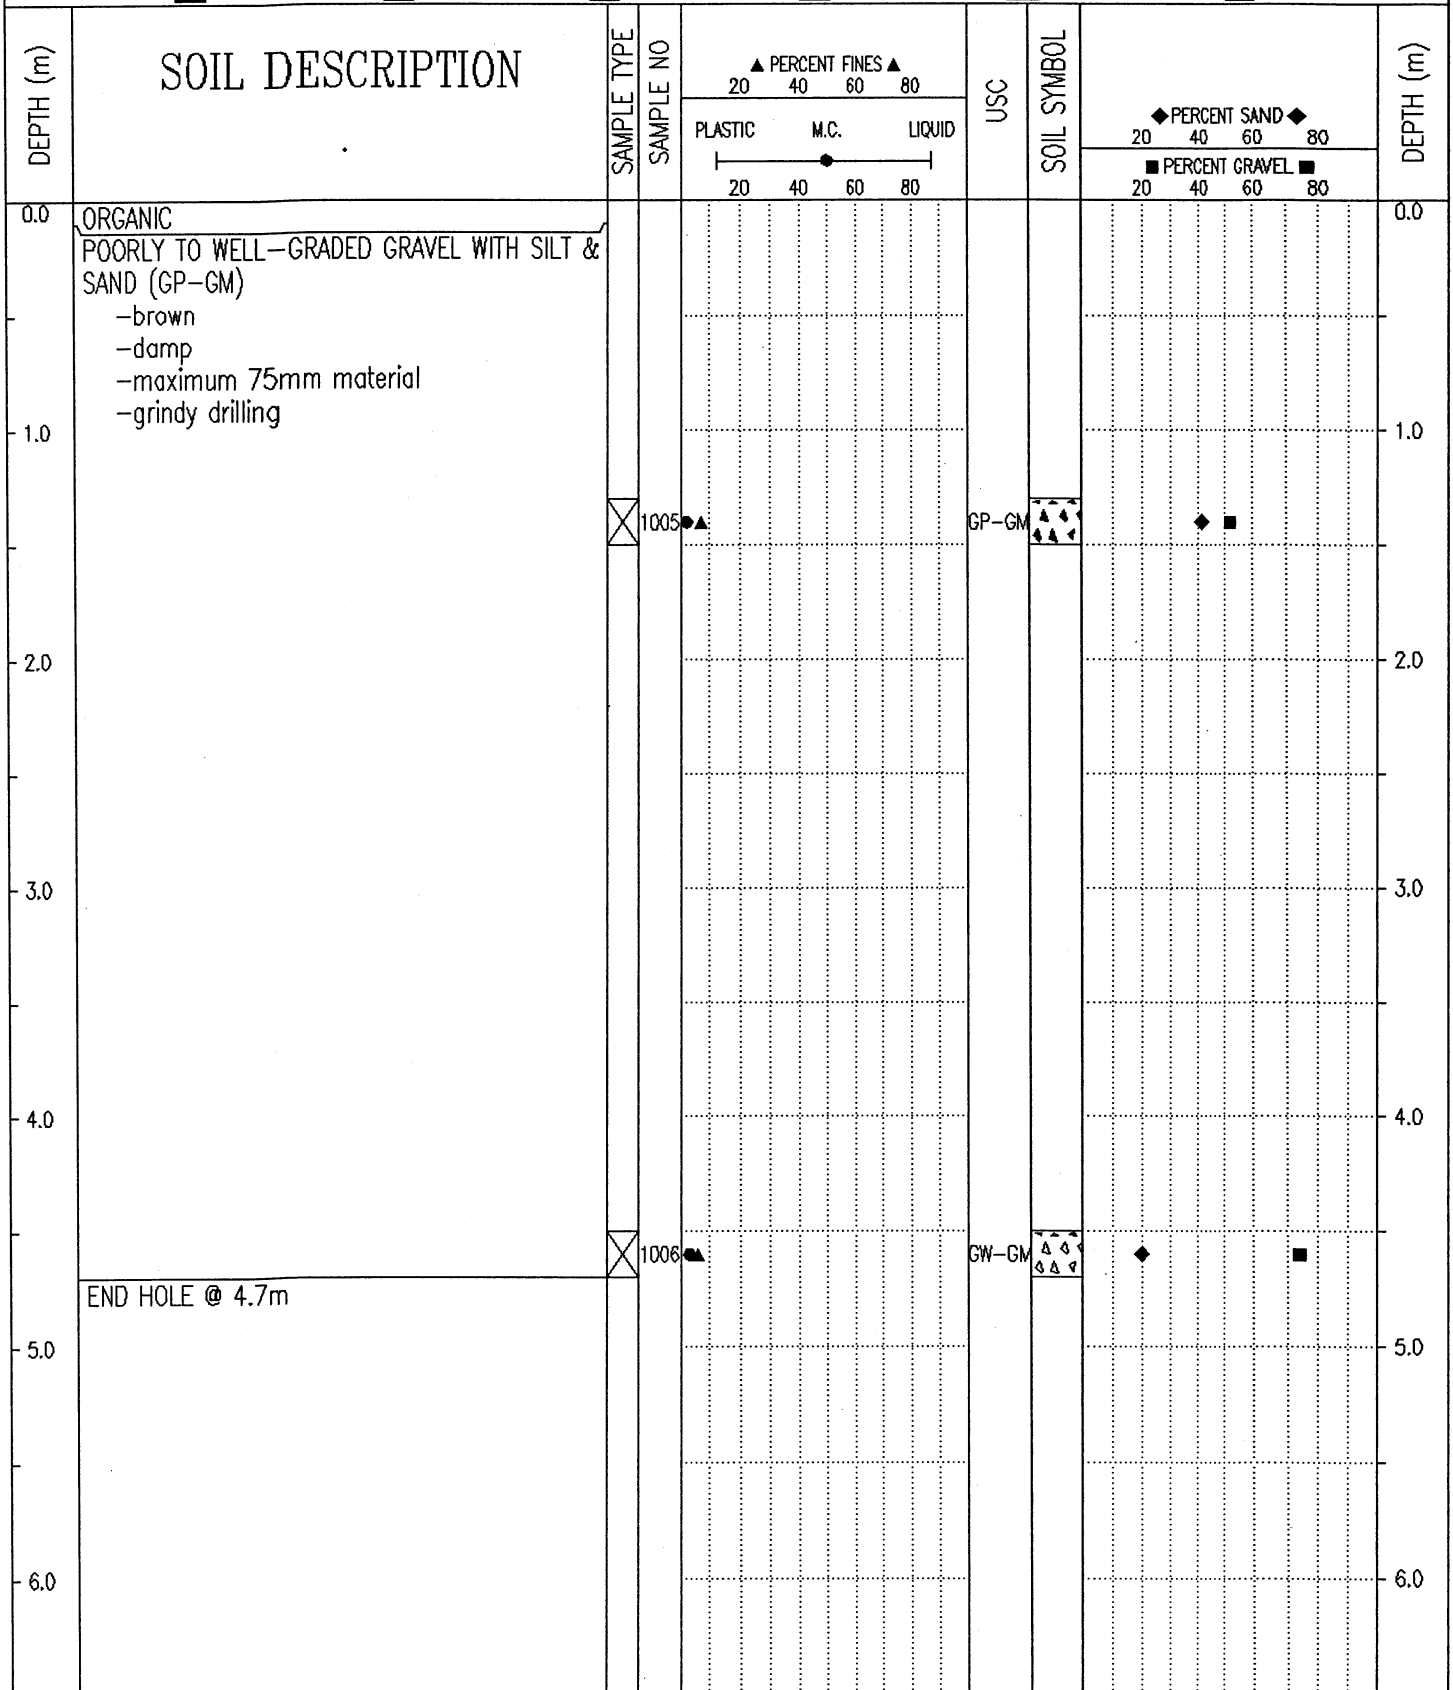 DEPTH (m)
SOIL DESCRIPTION
SAMPLE TYPE
SAMPLE NO
▲ PERCENT FINES ▲
20 40 60 80
PLASTIC M.C. LIQUID
20 40 60 80
USC
SOIL SYMBOL
◆ PERCENT SAND ◆
20 40 60 80
■ PERCENT GRAVEL ■
20 40 60 80
DEPTH (m)
0.0 ORGANIC 0.0
POORLY TO WELL-GRADED GRAVEL WITH SILT &
SAND (GP-GM)
-brown
-damp
-maximum 75mm material
-grindy drilling
1.0 1.0
1005 GP-GM
2.0 2.0
3.0 3.0
4.0 4.0
1006 GW-GM
END HOLE @ 4.7m
5.0 5.0
6.0 6.0